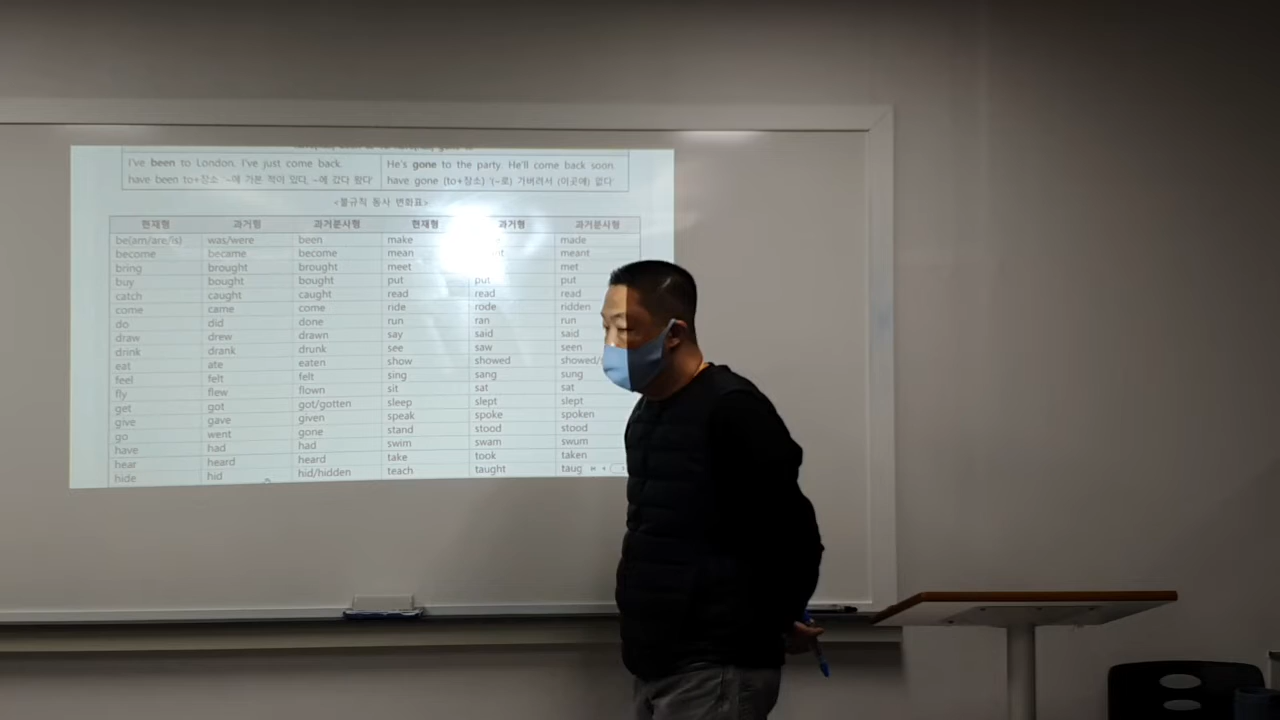 I've been to London. I've just come back. He's gone to the party. He'll come back soon.
have been to+장소 '~에 가본 적이 있다, ~에 갔다 왔다' have gone (to+장소) '(~로) 가버려서 (이곳에) 없다'
<불규칙 동사 변화표>
현재형 과거형 과거분사형 현재형 과거형 과거분사형
be(am/are/is) was/were been make made
become became become mean meant
bring brought brought meet met
buy bought bought put put put
catch caught caught read read read
come came come ride rode ridden
do did done run ran run
draw drew drawn say said said
drink drank drunk see saw seen
eat ate eaten show showed showed/
feel felt felt sing sang sung
fly flew flown sit sat sat
get got got/gotten sleep slept slept
give gave given speak spoke spoken
go went gone stand stood stood
have had had swim swam swum
hear heard heard take took taken
hide hid hid/hidden teach taught taug